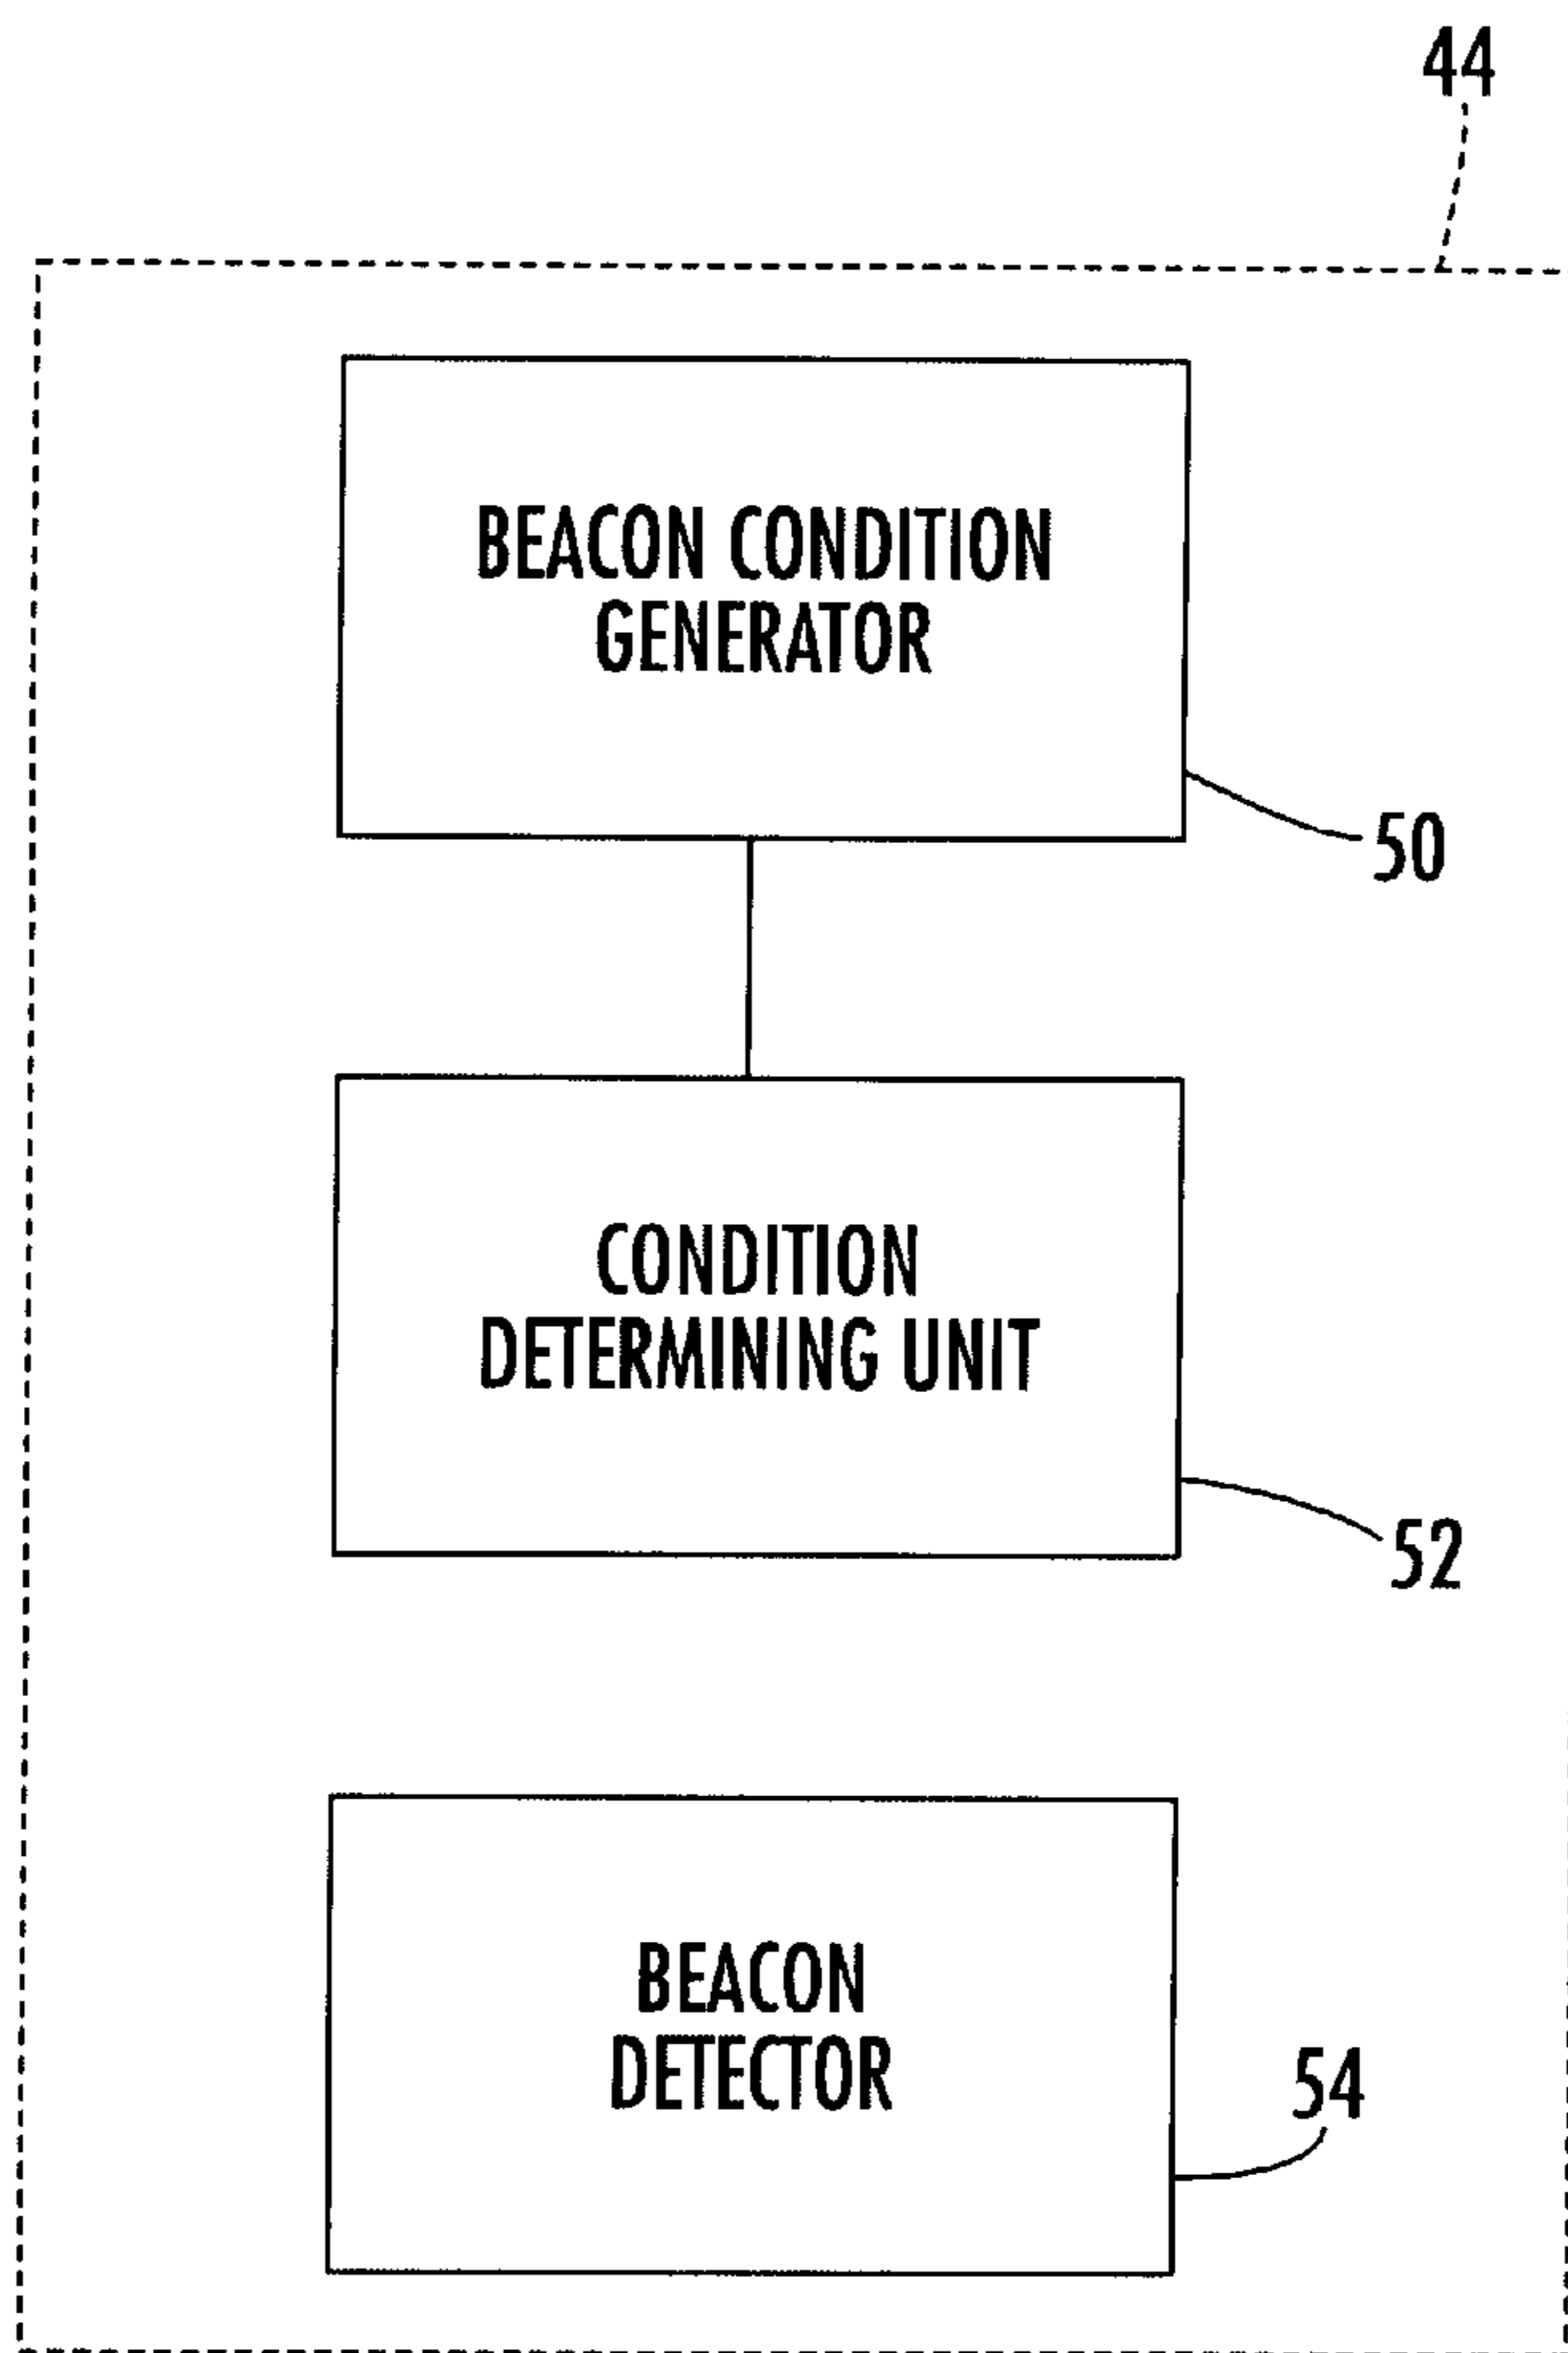 44
BEACON CONDITION
GENERATOR
50
CONDITION
DETERMINING UNIT
52
BEACON
DETECTOR
54